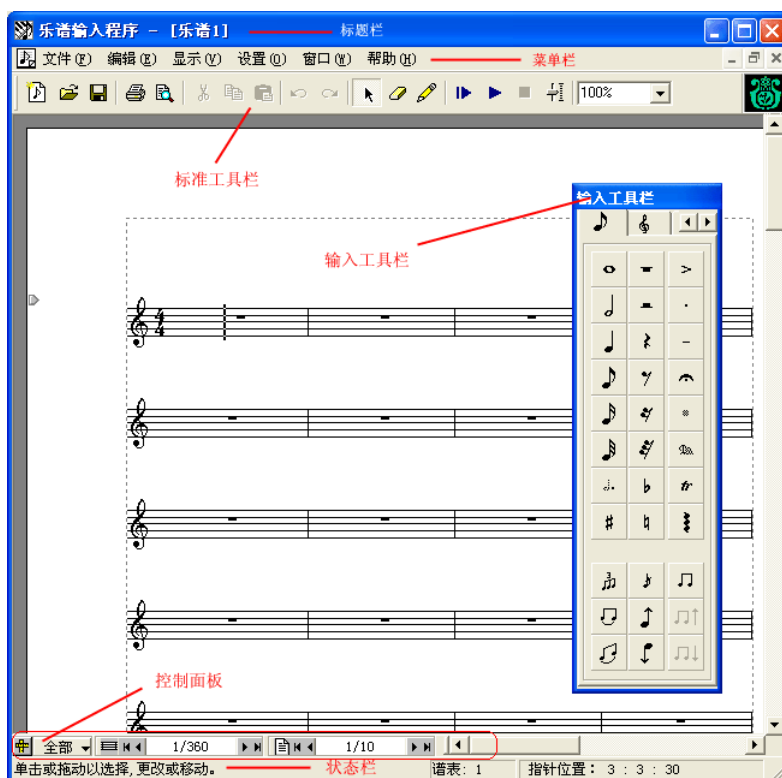 乐谱输入程序 - [乐谱1]
标题栏
文件(F) 编辑(E) 显示(V) 设置(O) 窗口(W) 帮助(H)
菜单栏
100%
标准工具栏
输入工具栏
输入工具栏
控制面板
全部
1/360
1/10
单击或拖动以选择,更改或移动。
状态栏
谱表: 1
指针位置: 3 : 3 : 30